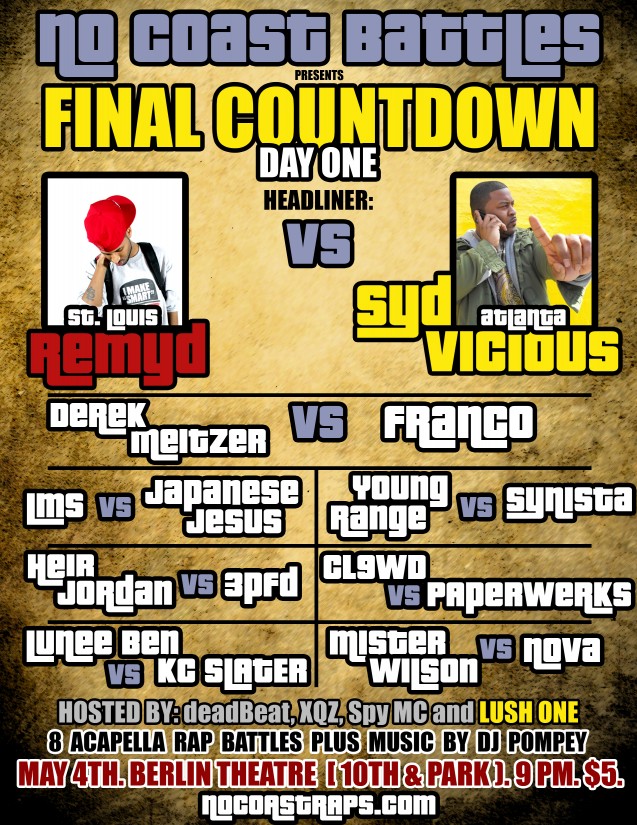 NO COAST BATTLES
PRESENTS
FINAL COUNTDOWN
DAY ONE
HEADLINER:
VS
I MAKE
"SMART"
ST. LOUIS
REMYD
SYD
ATLANTA
VICIOUS
DEREK
MEITZER
VS
FRANCO
LMS VS JAPANESE
JESUS
YOUNG
RANGE
VS SYNISTA
HEIR
JORDAN VS 3PFD
CL9WD
VS PAPERWERKS
LUNEE BEN
VS KC SLATER
MISTER
WILSON
VS NOVA
HOSTED BY: deadBeat, XQZ, Spy MC and LUSH ONE
8 ACAPELLA RAP BATTLES PLUS MUSIC BY DJ POMPEY
MAY 4TH. BERLIN THEATRE [ 10TH & PARK ]. 9 PM. $5.
NOCOASTRAPS.COM